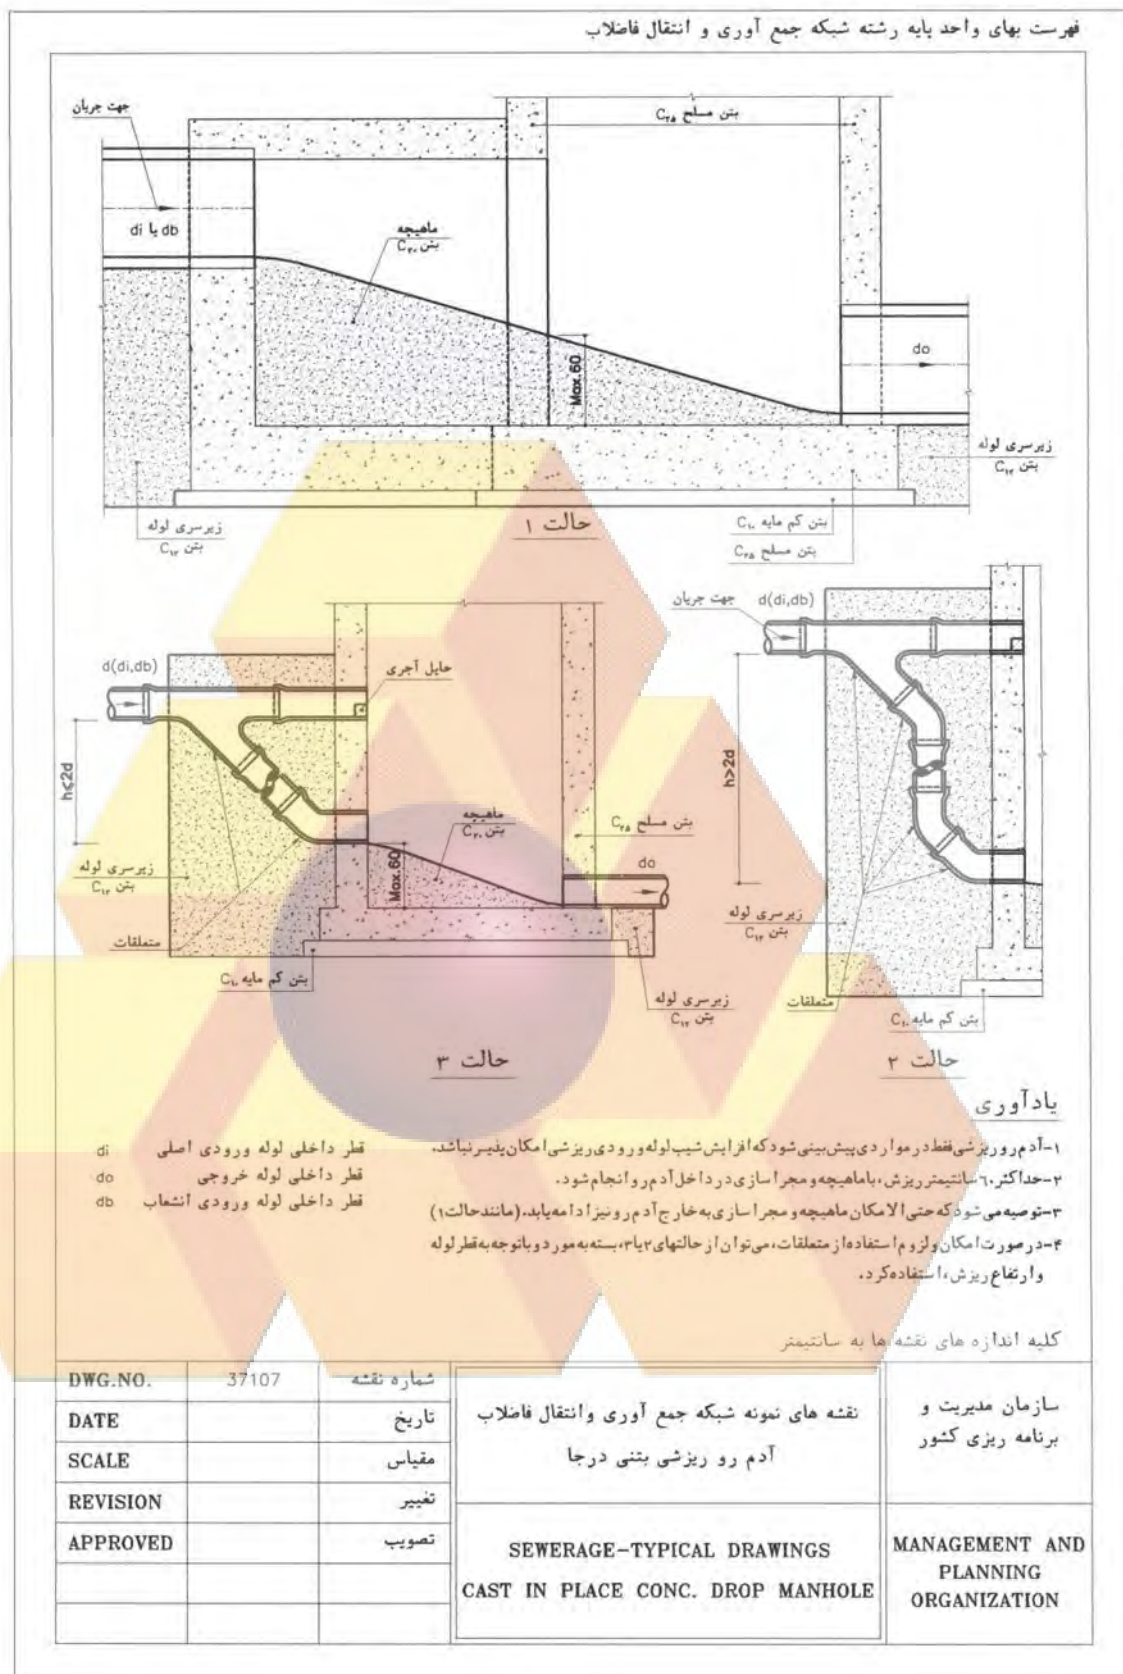 فهرست بهای واحد پایه رشته شبکه جمع آوری و انتقال فاضلاب
جهت جریان
di یا db
ماهیچه
بتن C₂۰
بتن مسلح C₂₅
Max.60
do
زیرسری لوله
بتن C₁₂
زیرسری لوله
بتن C₁₂
حالت ۱
بتن کم مایه C₁۰
بتن مسلح C₂₅
d(di,db)
حایل آجری
h⩽2d
ماهیچه
بتن C₂۰
Max.60
بتن مسلح C₂₅
do
زیرسری لوله
بتن C₁₂
متعلقات
بتن کم مایه C₁۰
زیرسری لوله
بتن C₁₂
حالت ۳
جهت جریان
d(di,db)
h>2d
زیرسری لوله
بتن C₁₂
متعلقات
بتن کم مایه C₁۰
حالت ۲
یادآوری
۱-آدم رو ریزشی فقط در مواردی پیش بینی شود که افزایش شیب لوله ورودی ریزشی امکان پذیر نباشد.
۲-حداکثر ۶۰ سانتیمتر ریزش، با ماهیچه و مجرا سازی در داخل آدم رو انجام شود.
۳-توصیه می شود که حتی الامکان ماهیچه و مجرا سازی به خارج آدم رو نیز ادامه یابد. (مانند حالت ۱)
۴-در صورت امکان و لزوم استفاده از متعلقات، می توان از حالتهای ۲ یا ۳، بسته به مورد و با توجه به قطر لوله
و ارتفاع ریزش، استفاده کرد.
قطر داخلی لوله ورودی اصلی di
قطر داخلی لوله خروجی do
قطر داخلی لوله ورودی انشعاب db
کلیه اندازه های نقشه ها به سانتیمتر
DWG.NO. 37107 شماره نقشه
DATE تاریخ
SCALE مقیاس
REVISION تغییر
APPROVED تصویب
نقشه های نمونه شبکه جمع آوری وانتقال فاضلاب
آدم رو ریزشی بتنی درجا
سازمان مدیریت و
برنامه ریزی کشور
SEWERAGE-TYPICAL DRAWINGS
CAST IN PLACE CONC. DROP MANHOLE
MANAGEMENT AND
PLANNING
ORGANIZATION